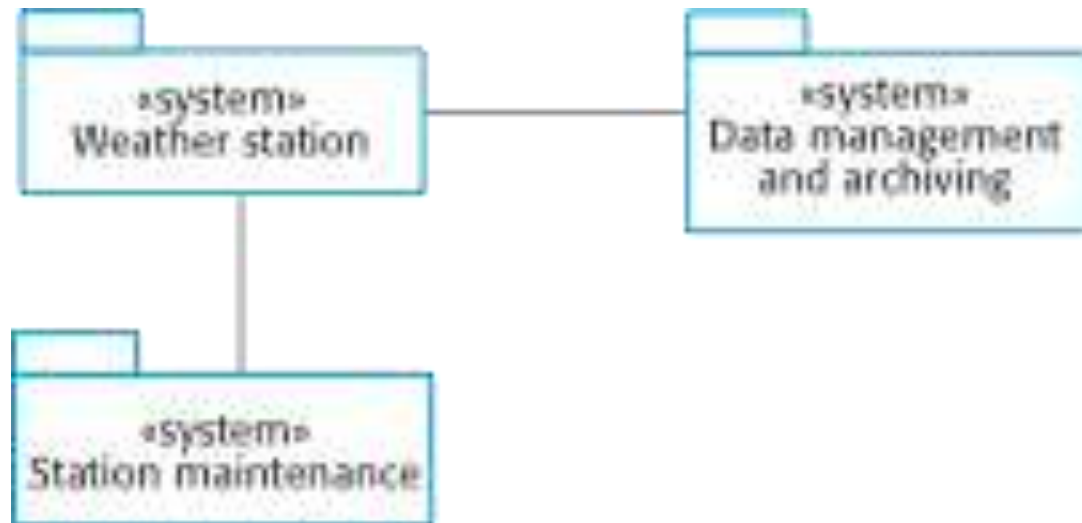 «system»
Weather station
«system»
Data management
and archiving
«system»
Station maintenance